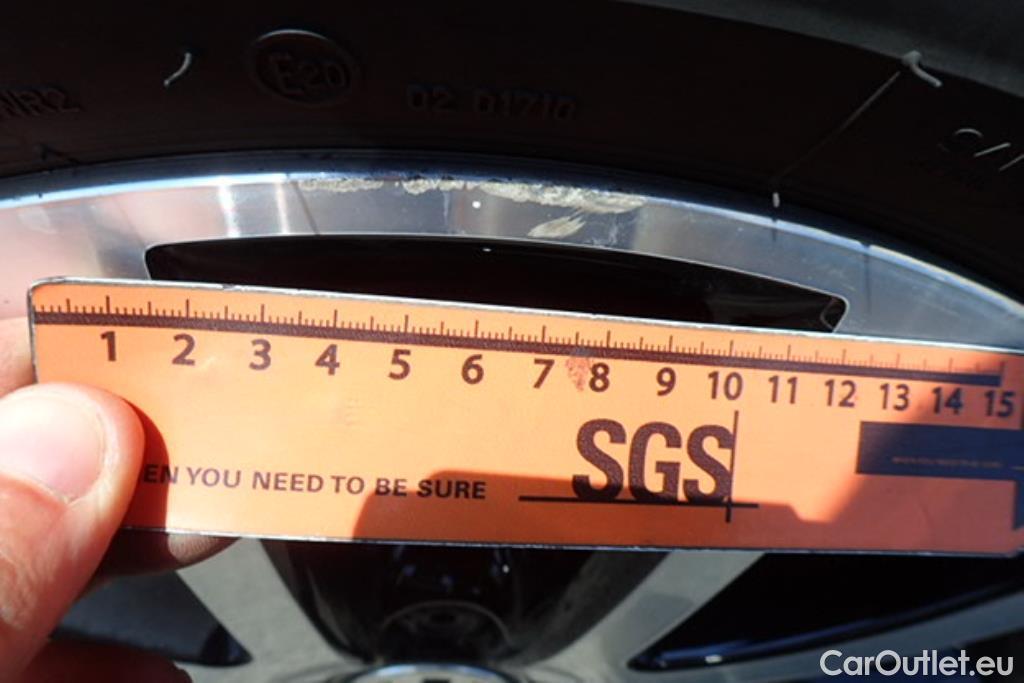 E20
02 01710
1 2 3 4 5 6 7 8 9 10 11 12 13 14 15
SGS
EN YOU NEED TO BE SURE
CarOutlet.eu